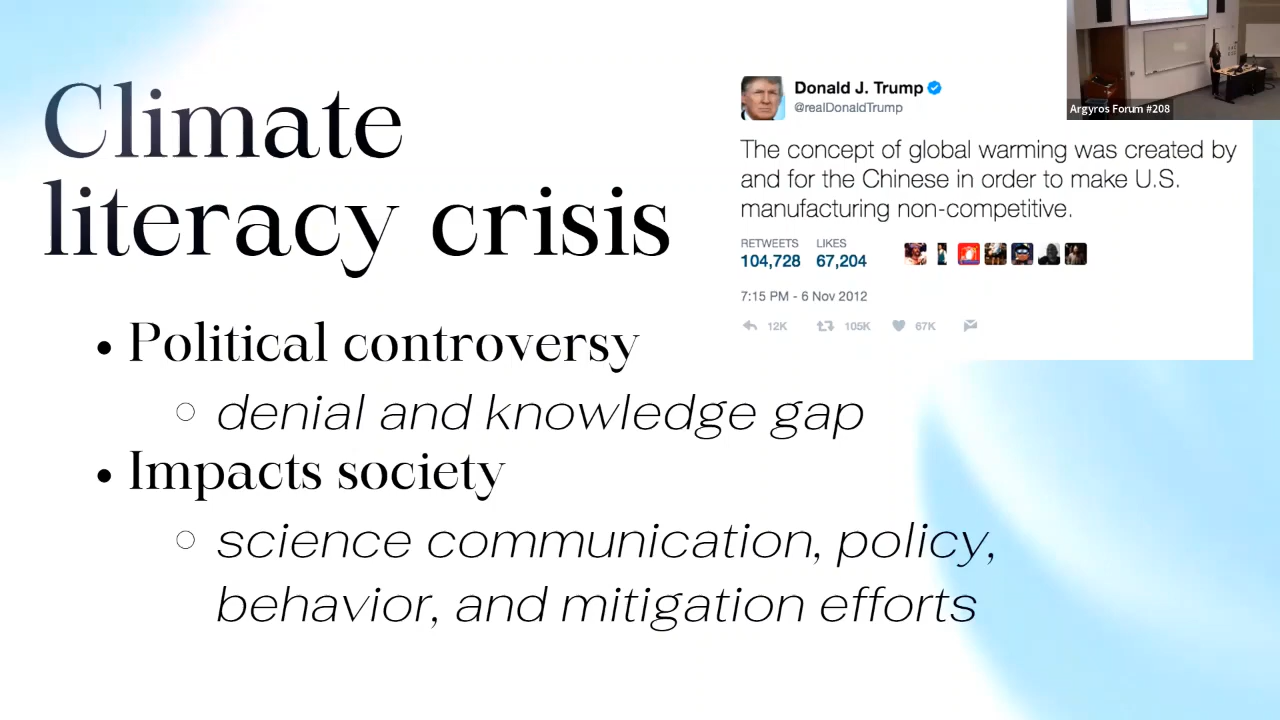 Climate
literacy crisis
• Political controversy
○ denial and knowledge gap
• Impacts society
○ science communication, policy,
behavior, and mitigation efforts
Donald J. Trump
@realDonaldTrump
The concept of global warming was created by
and for the Chinese in order to make U.S.
manufacturing non-competitive.
RETWEETS LIKES
104,728 67,204
7:15 PM - 6 Nov 2012
12K 105K 67K
Argyros Forum #208